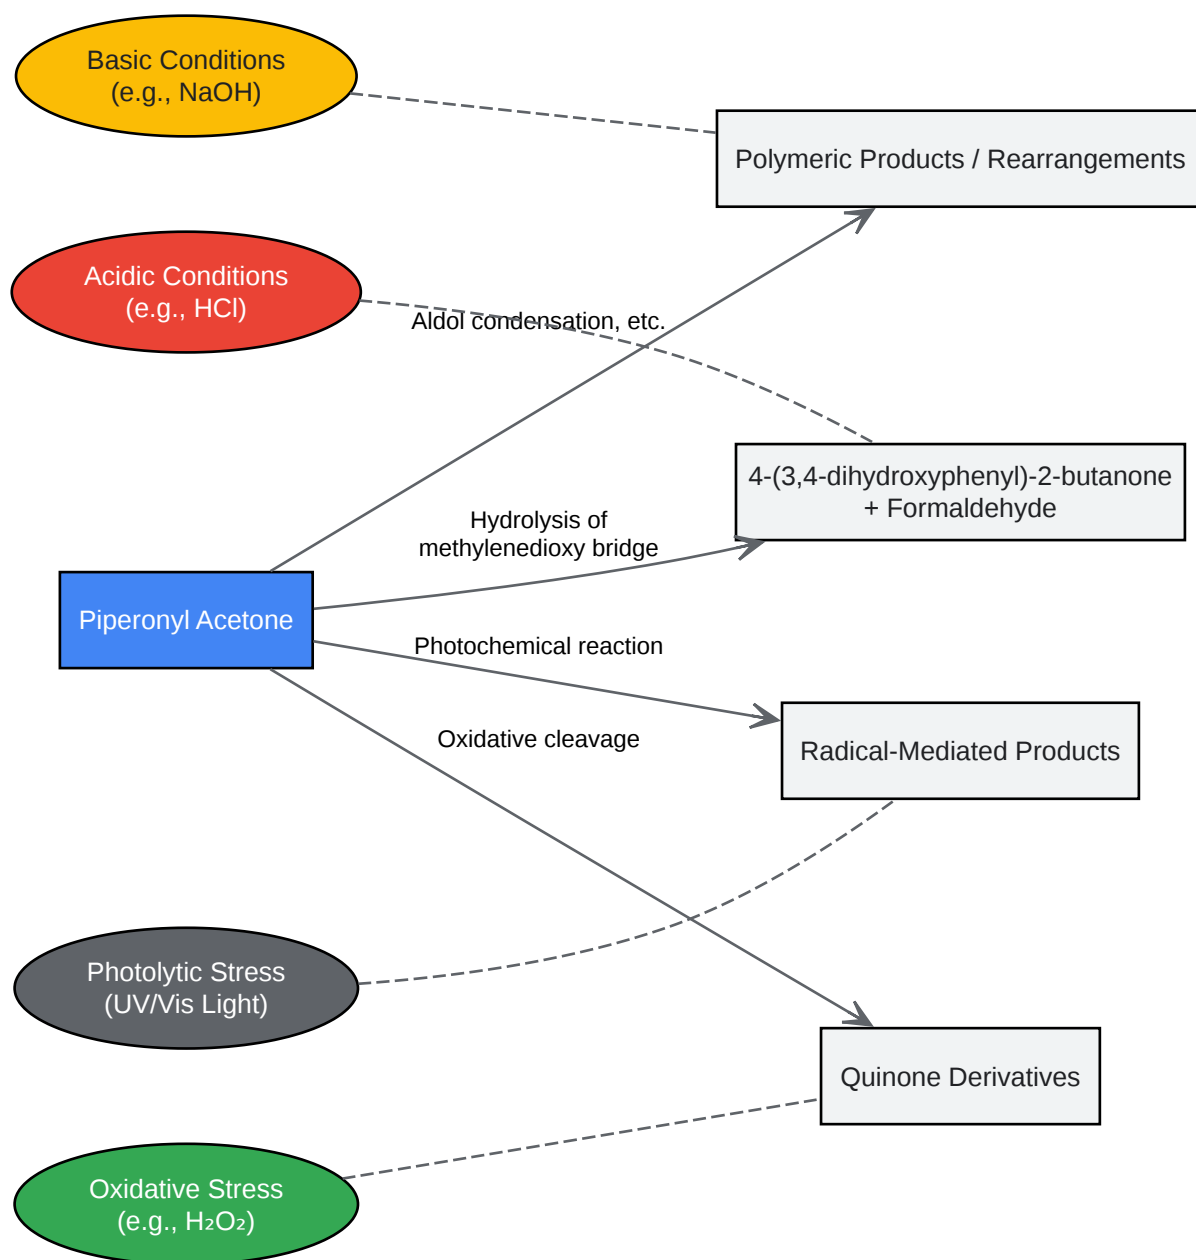 Basic Conditions
(e.g., NaOH)
Polymeric Products / Rearrangements
Acidic Conditions
(e.g., HCl)
Aldol condensation, etc.
4-(3,4-dihydroxyphenyl)-2-butanone
+ Formaldehyde
Hydrolysis of
methylenedioxy bridge
Piperonyl Acetone
Photochemical reaction
Oxidative cleavage
Radical-Mediated Products
Photolytic Stress
(UV/Vis Light)
Quinone Derivatives
Oxidative Stress
(e.g., H₂O₂)